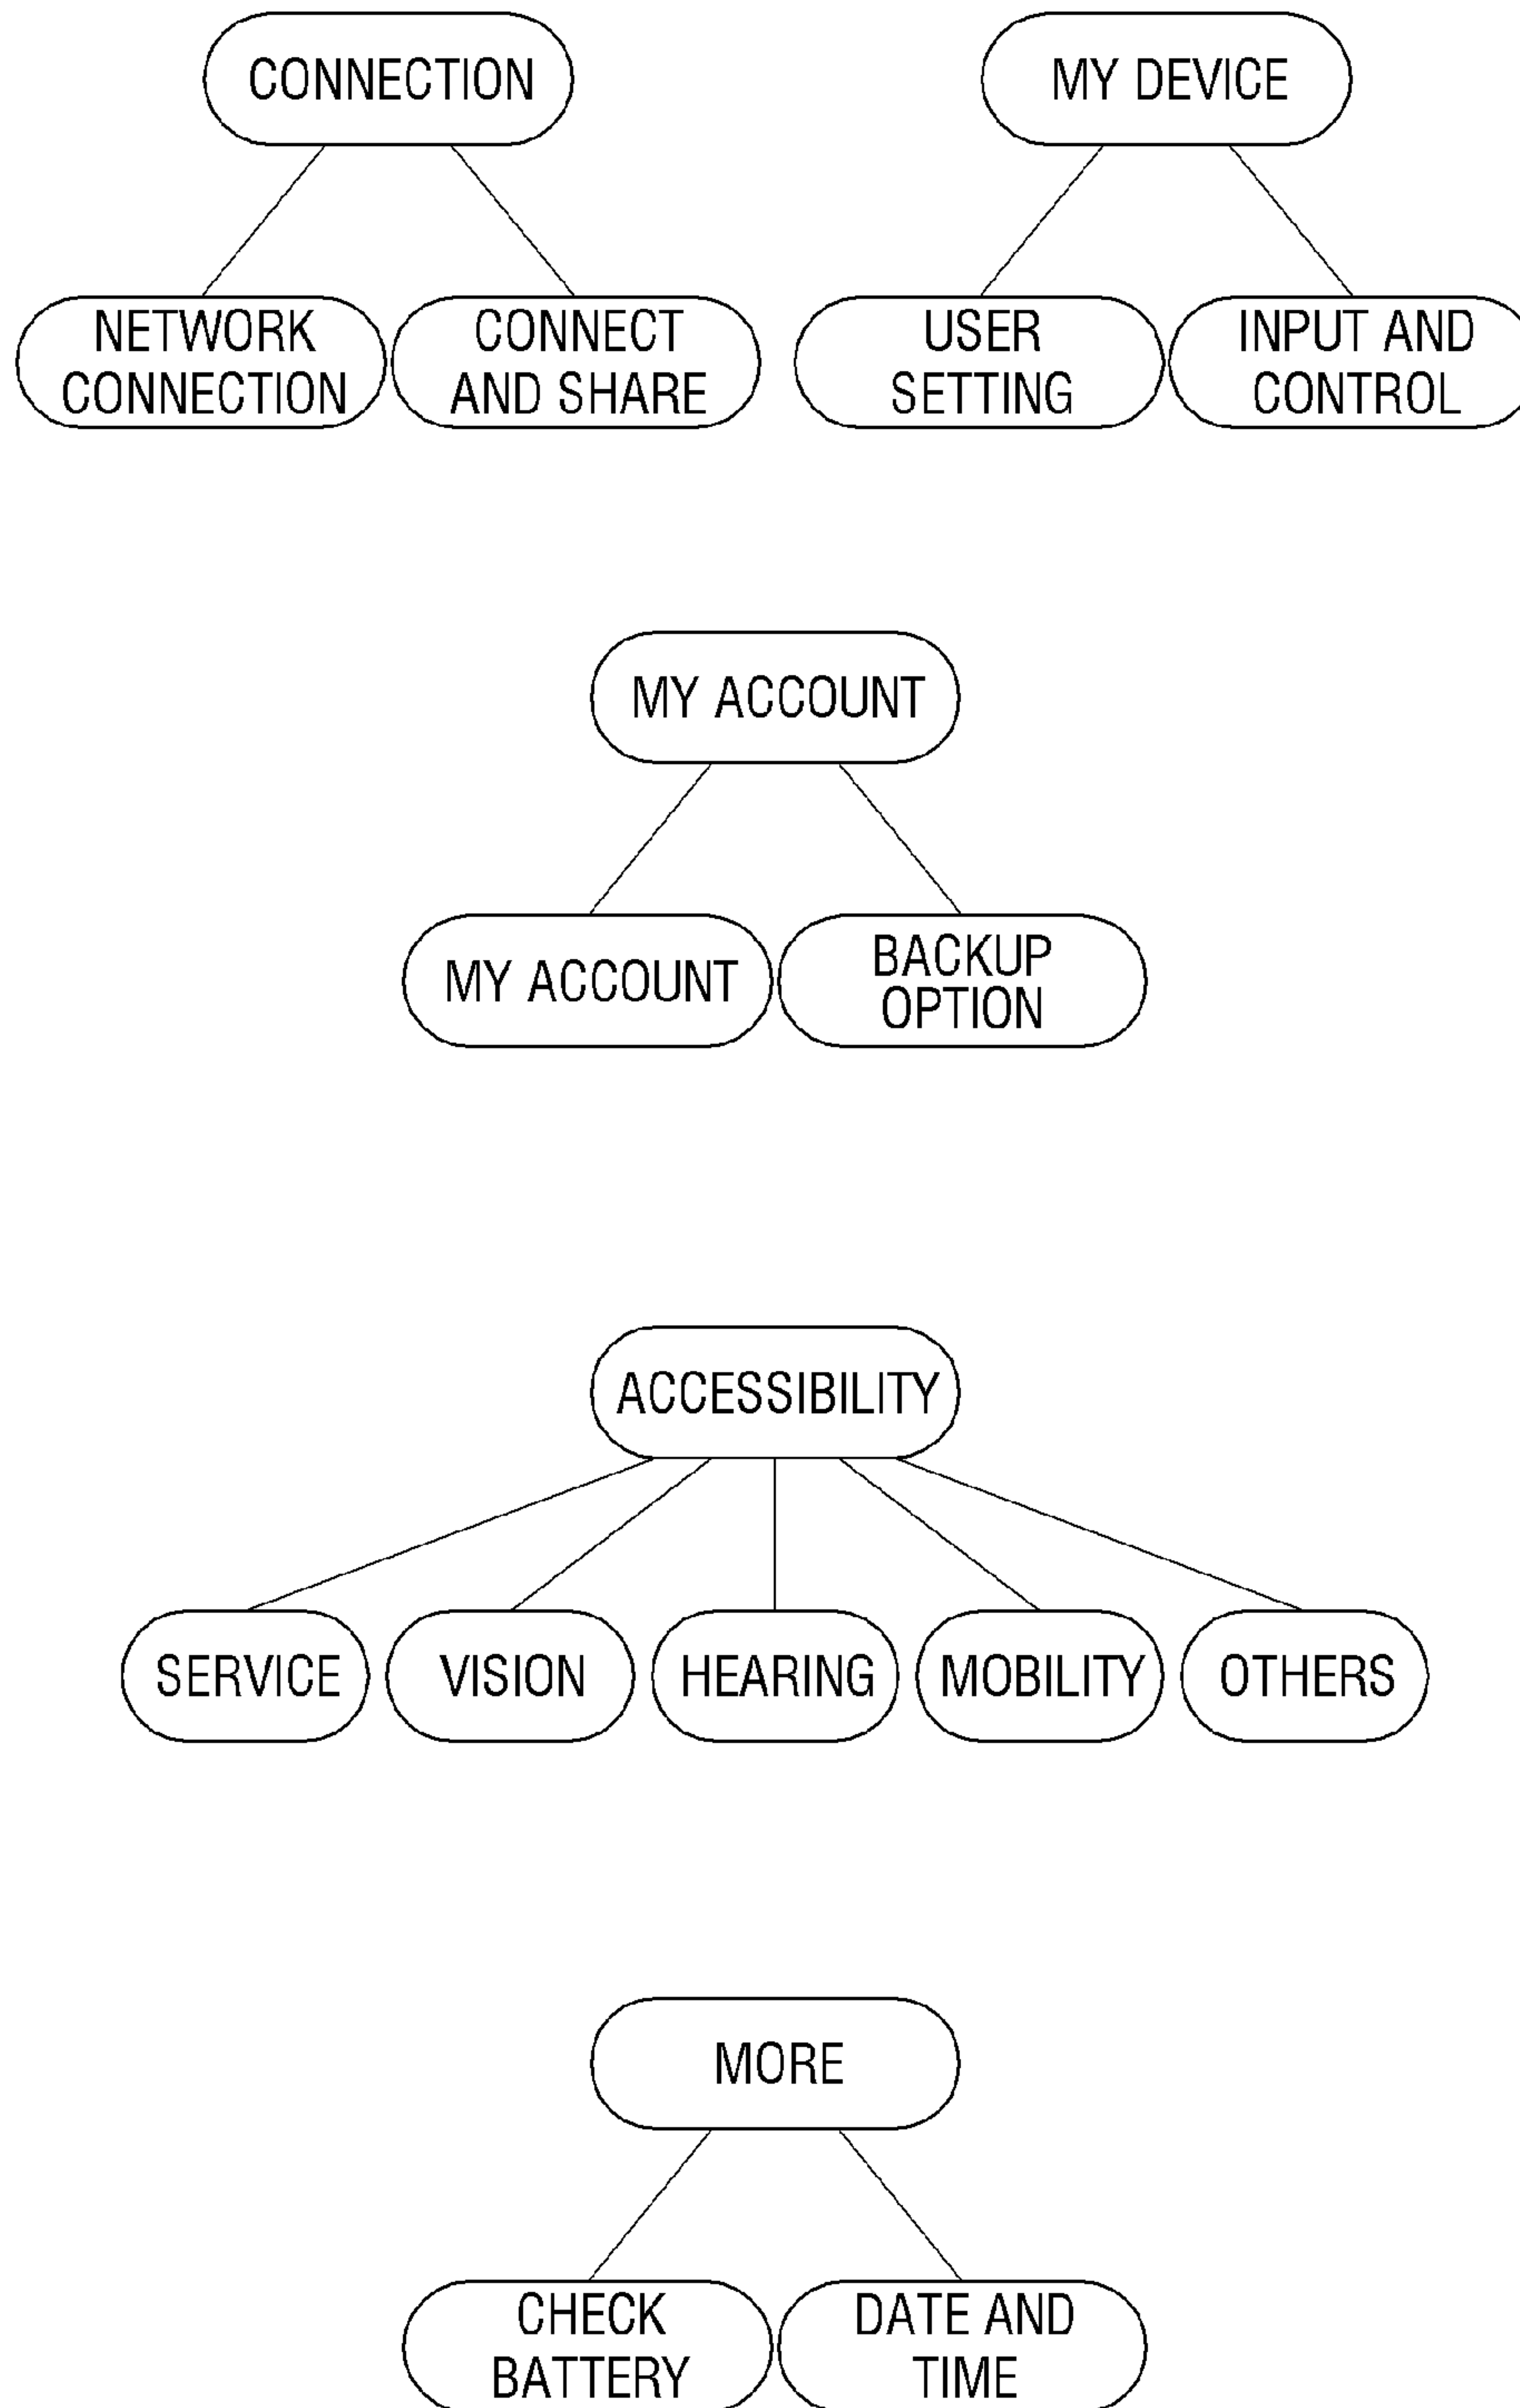 CONNECTION
MY DEVICE
NETWORK
CONNECTION
CONNECT
AND SHARE
USER
SETTING
INPUT AND
CONTROL
MY ACCOUNT
MY ACCOUNT
BACKUP
OPTION
ACCESSIBILITY
SERVICE
VISION
HEARING
MOBILITY
OTHERS
MORE
CHECK
BATTERY
DATE AND
TIME